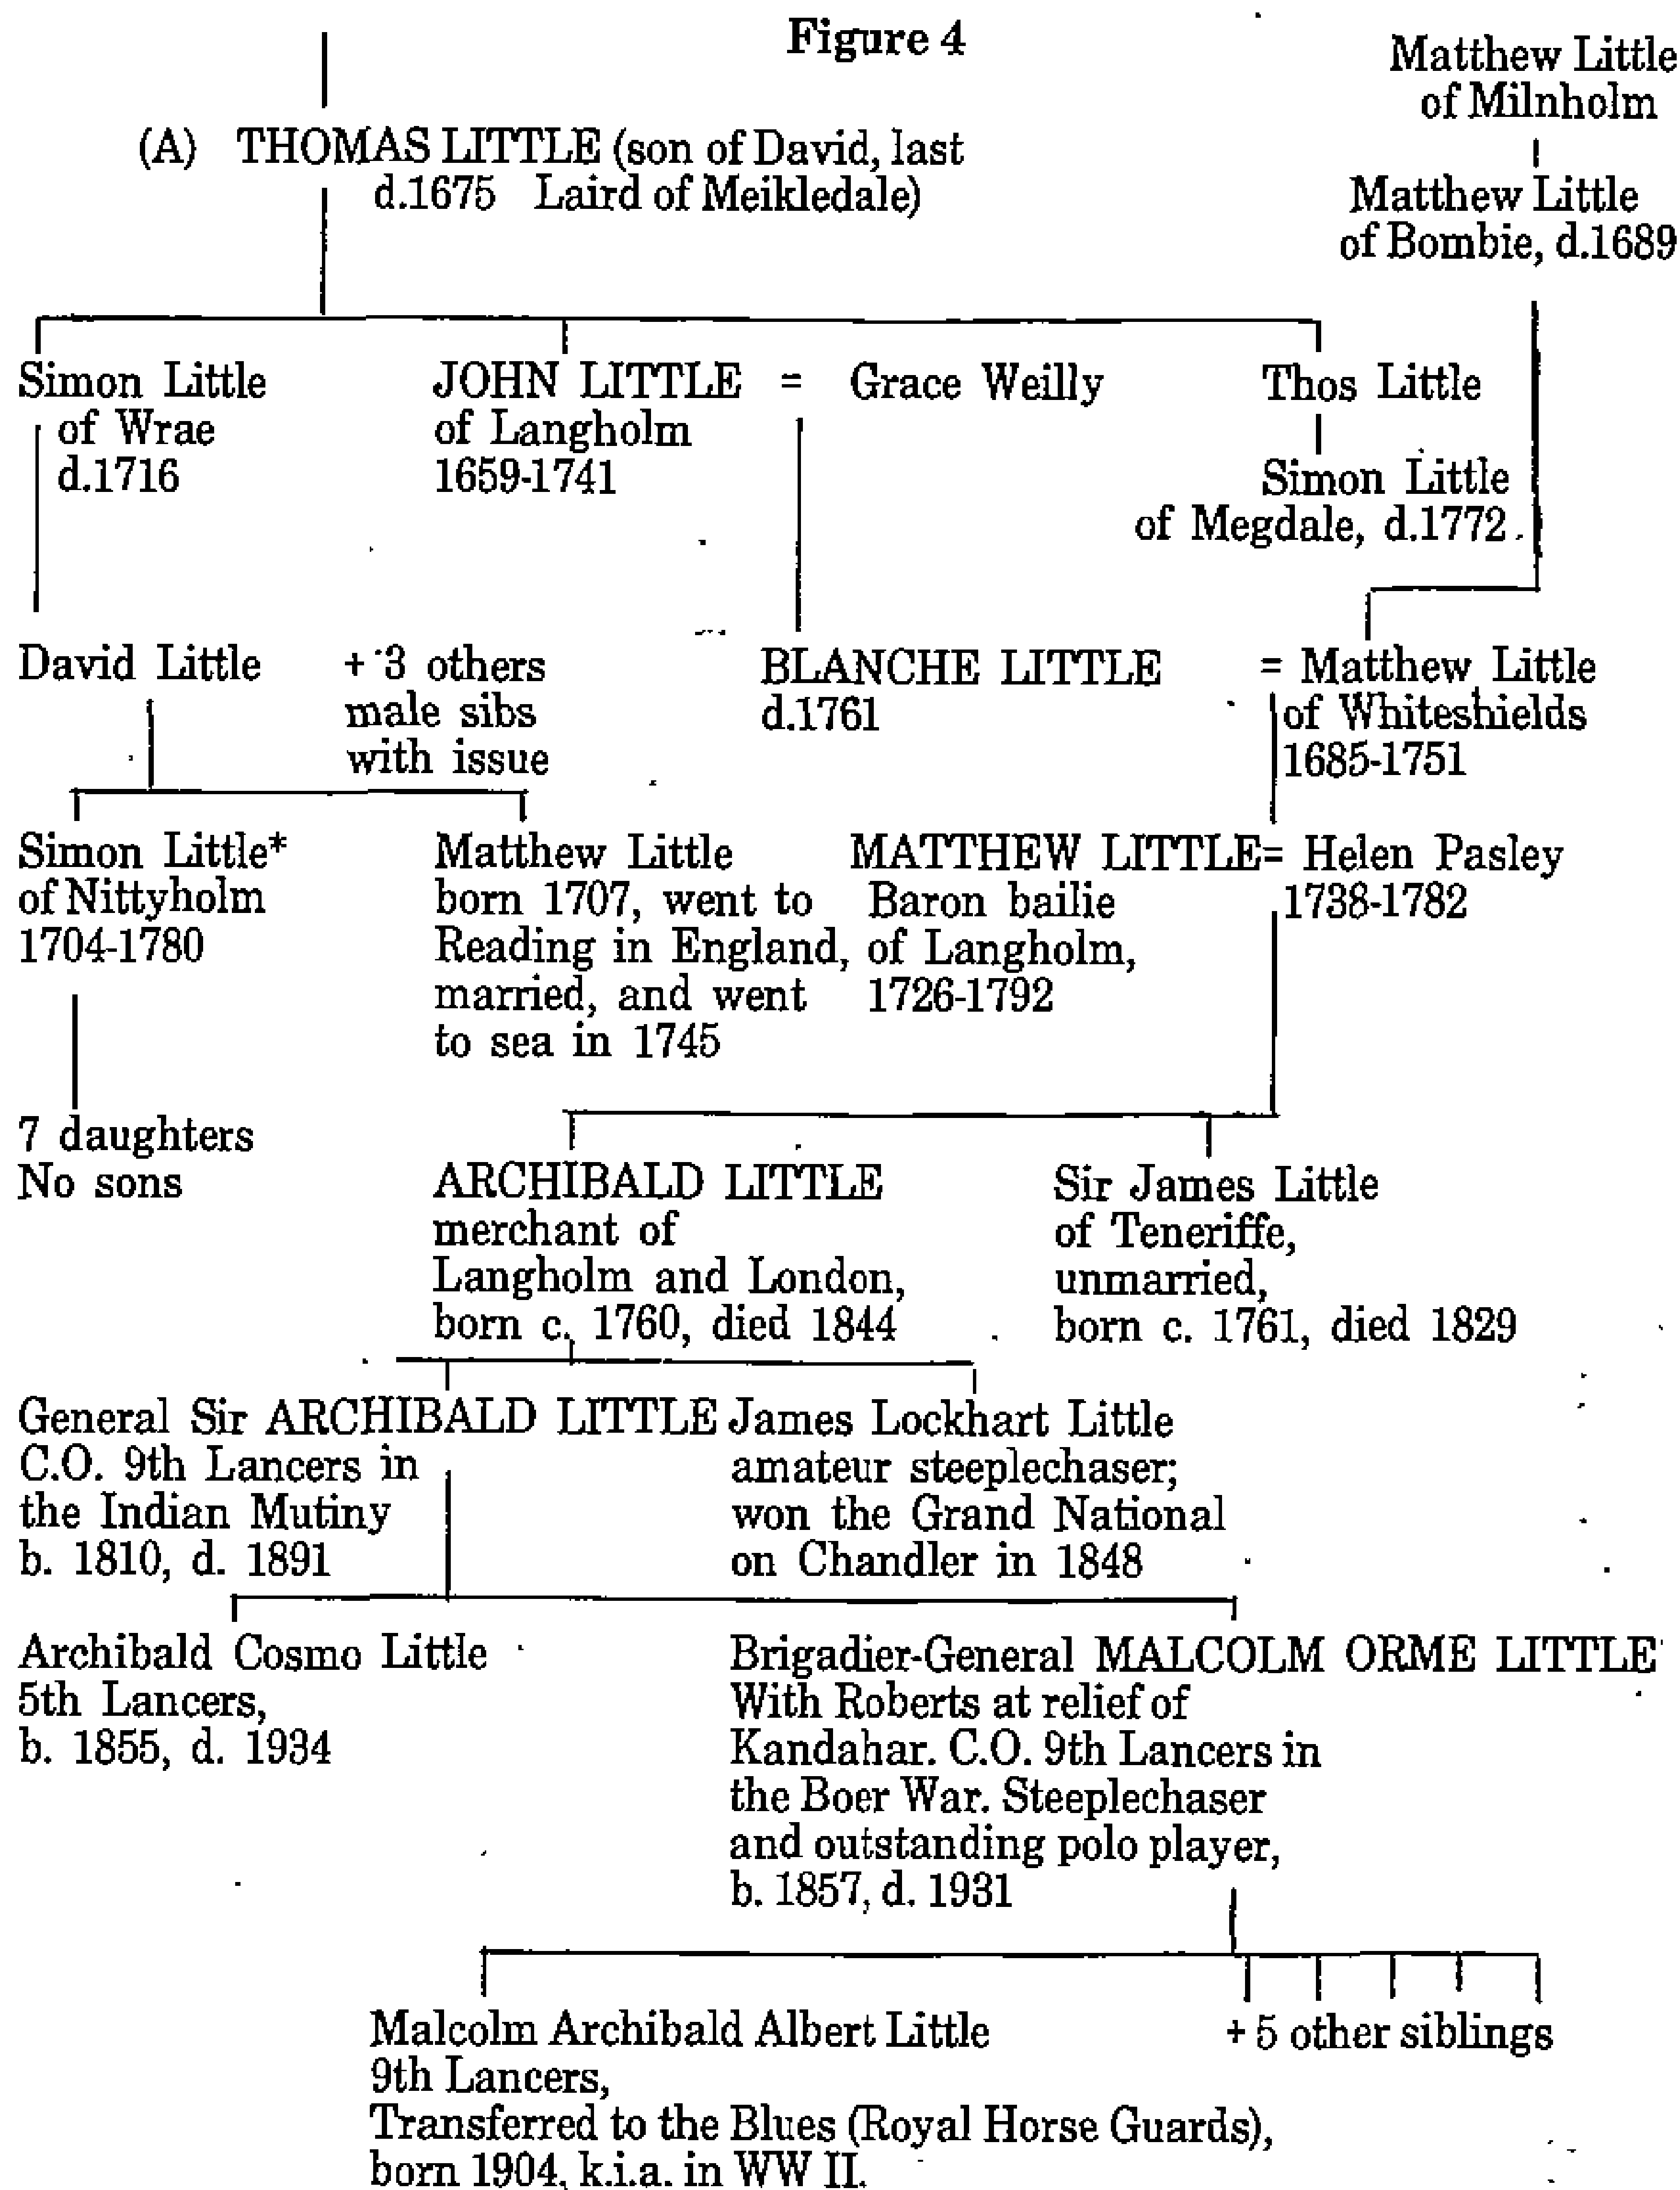 Figure 4
Matthew Little
of Milnholm
(A) THOMAS LITTLE (son of David, last
d.1675 Laird of Meikledale)
Matthew Little
of Bombie, d.1689
Simon Little
of Wrae
d.1716
JOHN LITTLE = Grace Weilly
of Langholm
1659-1741
Thos Little
Simon Little
of Megdale, d.1772
David Little
+ 3 others
male sibs
with issue
BLANCHE LITTLE
d.1761
= Matthew Little
of Whiteshields
1685-1751
Simon Little*
of Nittyholm
1704-1780
Matthew Little
born 1707, went to
Reading in England,
married, and went
to sea in 1745
MATTHEW LITTLE= Helen Pasley
Baron bailie
of Langholm,
1726-1792
1738-1782
7 daughters
No sons
ARCHIBALD LITTLE
merchant of
Langholm and London,
born c. 1760, died 1844
Sir James Little
of Teneriffe,
unmarried,
born c. 1761, died 1829
General Sir ARCHIBALD LITTLE
C.O. 9th Lancers in
the Indian Mutiny
b. 1810, d. 1891
James Lockhart Little
amateur steeplechaser;
won the Grand National
on Chandler in 1848
Archibald Cosmo Little
5th Lancers,
b. 1855, d. 1934
Brigadier-General MALCOLM ORME LITTLE
With Roberts at relief of
Kandahar. C.O. 9th Lancers in
the Boer War. Steeplechaser
and outstanding polo player,
b. 1857, d. 1931
Malcolm Archibald Albert Little
9th Lancers,
Transferred to the Blues (Royal Horse Guards),
born 1904, k.i.a. in WW II.
+ 5 other siblings